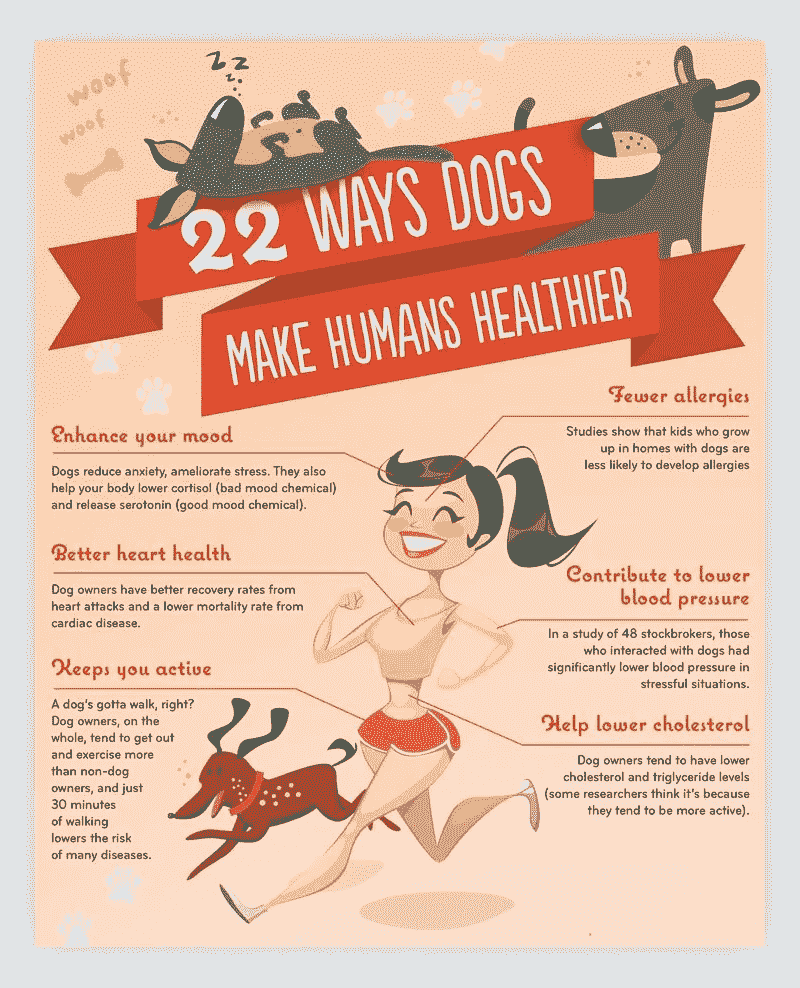 woof
woof
Z Z
Z Z
22 WAYS DOGS
MAKE HUMANS HEALTHIER
Enhance your mood
Dogs reduce anxiety, ameliorate stress. They also
help your body lower cortisol (bad mood chemical)
and release serotonin (good mood chemical).
Better heart health
Dog owners have better recovery rates from
heart attacks and a lower mortality rate from
cardiac disease.
Keeps you active
A dog's gotta walk, right?
Dog owners, on the
whole, tend to get out
and exercise more
than non-dog
owners, and just
30 minutes
of walking
lowers the risk
of many diseases.
Fewer allergies
Studies show that kids who grow
up in homes with dogs are
less likely to develop allergies
Contribute to lower
blood pressure
In a study of 48 stockbrokers, those
who interacted with dogs had
significantly lower blood pressure in
stressful situations.
Help lower cholesterol
Dog owners tend to have lower
cholesterol and triglyceride levels
(some researchers think it's because
they tend to be more active).